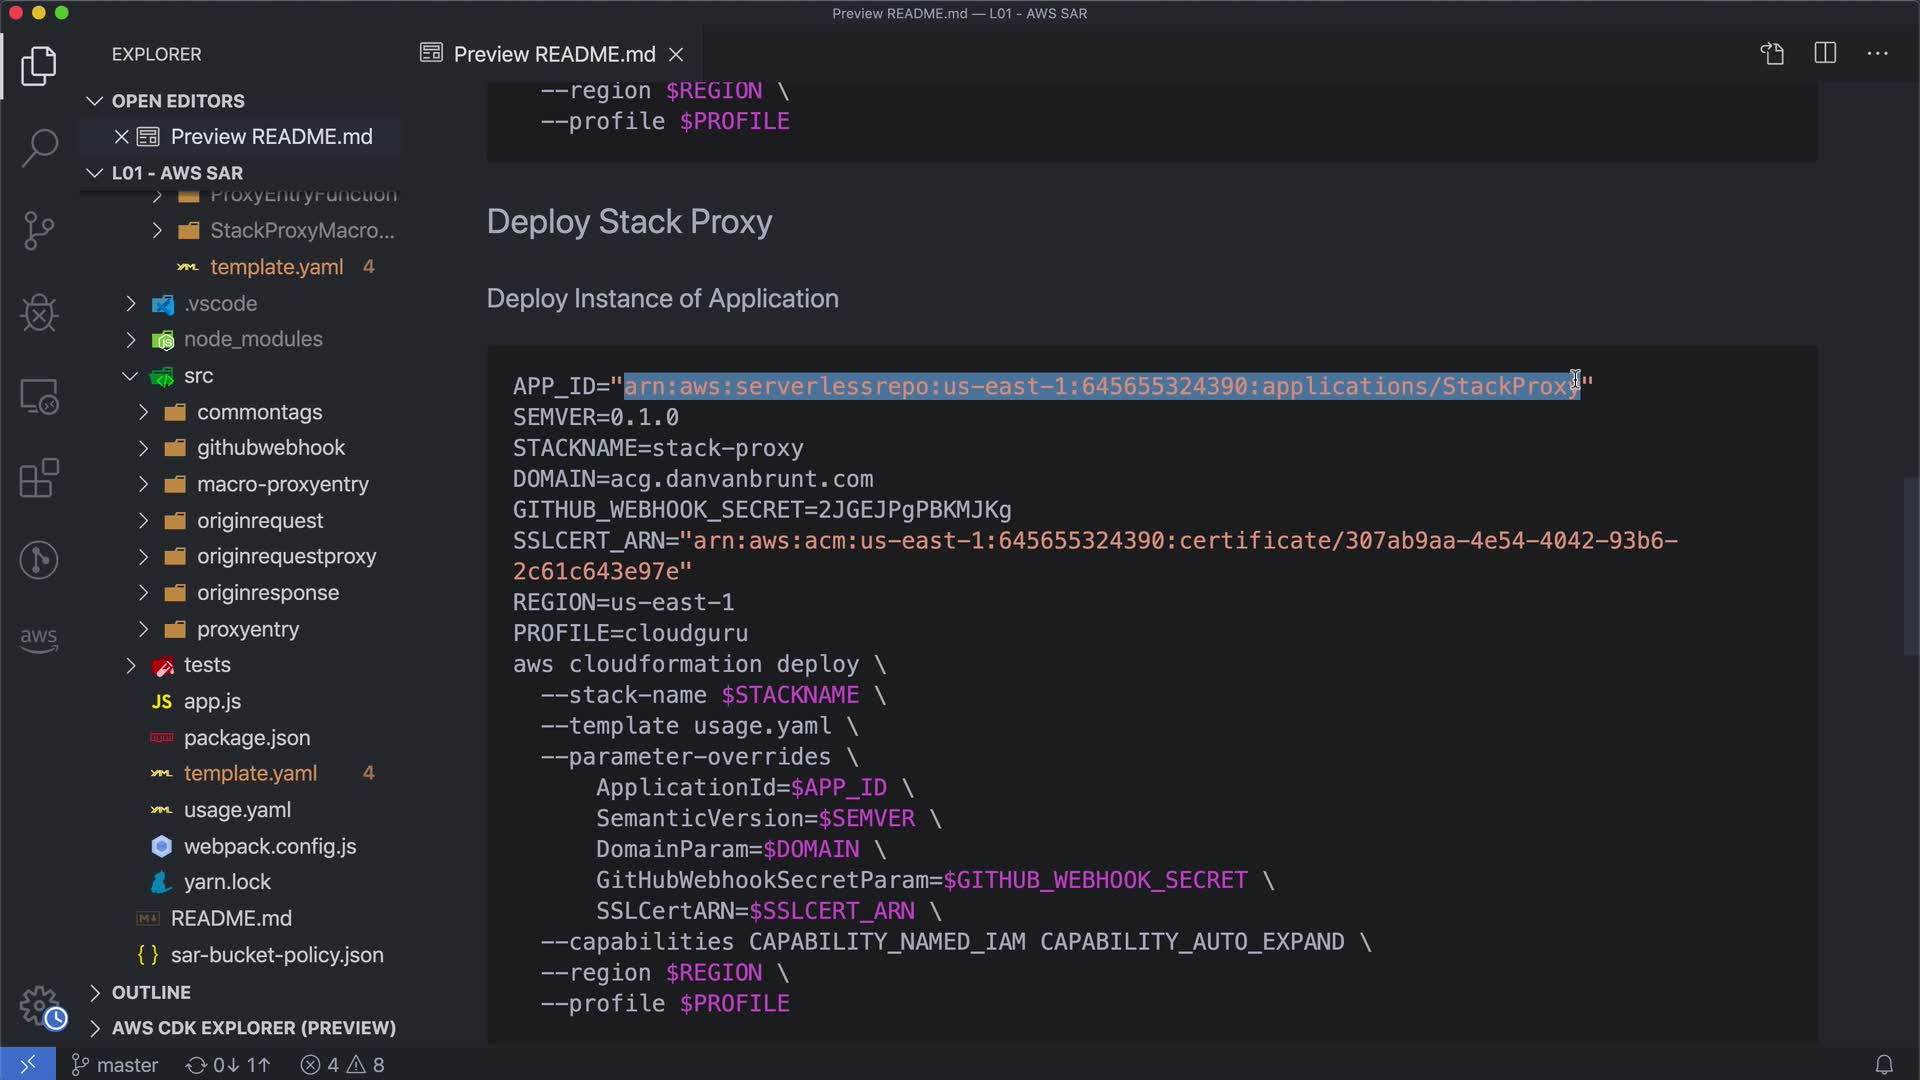 Preview README.md — L01 - AWS SAR
EXPLORER
OPEN EDITORS
Preview README.md
L01 - AWS SAR
ProxyEntryFunction
StackProxyMacro...
template.yaml 4
.vscode
node_modules
src
commontags
githubwebhook
macro-proxyentry
originrequest
originrequestproxy
originresponse
proxyentry
tests
JS app.js
package.json
template.yaml 4
usage.yaml
webpack.config.js
yarn.lock
README.md
{ } sar-bucket-policy.json
OUTLINE
AWS CDK EXPLORER (PREVIEW)
aws
Preview README.md
--region $REGION \
--profile $PROFILE
Deploy Stack Proxy
Deploy Instance of Application
APP_ID="arn:aws:serverlessrepo:us-east-1:645655324390:applications/StackProxy"
SEMVER=0.1.0
STACKNAME=stack-proxy
DOMAIN=acg.danvanbrunt.com
GITHUB_WEBHOOK_SECRET=2JGEJPgPBKMJKg
SSLCERT_ARN="arn:aws:acm:us-east-1:645655324390:certificate/307ab9aa-4e54-4042-93b6-
2c61c643e97e"
REGION=us-east-1
PROFILE=cloudguru
aws cloudformation deploy \
--stack-name $STACKNAME \
--template usage.yaml \
--parameter-overrides \
ApplicationId=$APP_ID \
SemanticVersion=$SEMVER \
DomainParam=$DOMAIN \
GitHubWebhookSecretParam=$GITHUB_WEBHOOK_SECRET \
SSLCertARN=$SSLCERT_ARN \
--capabilities CAPABILITY_NAMED_IAM CAPABILITY_AUTO_EXPAND \
--region $REGION \
--profile $PROFILE
master 0↓ 1↑ 4 8